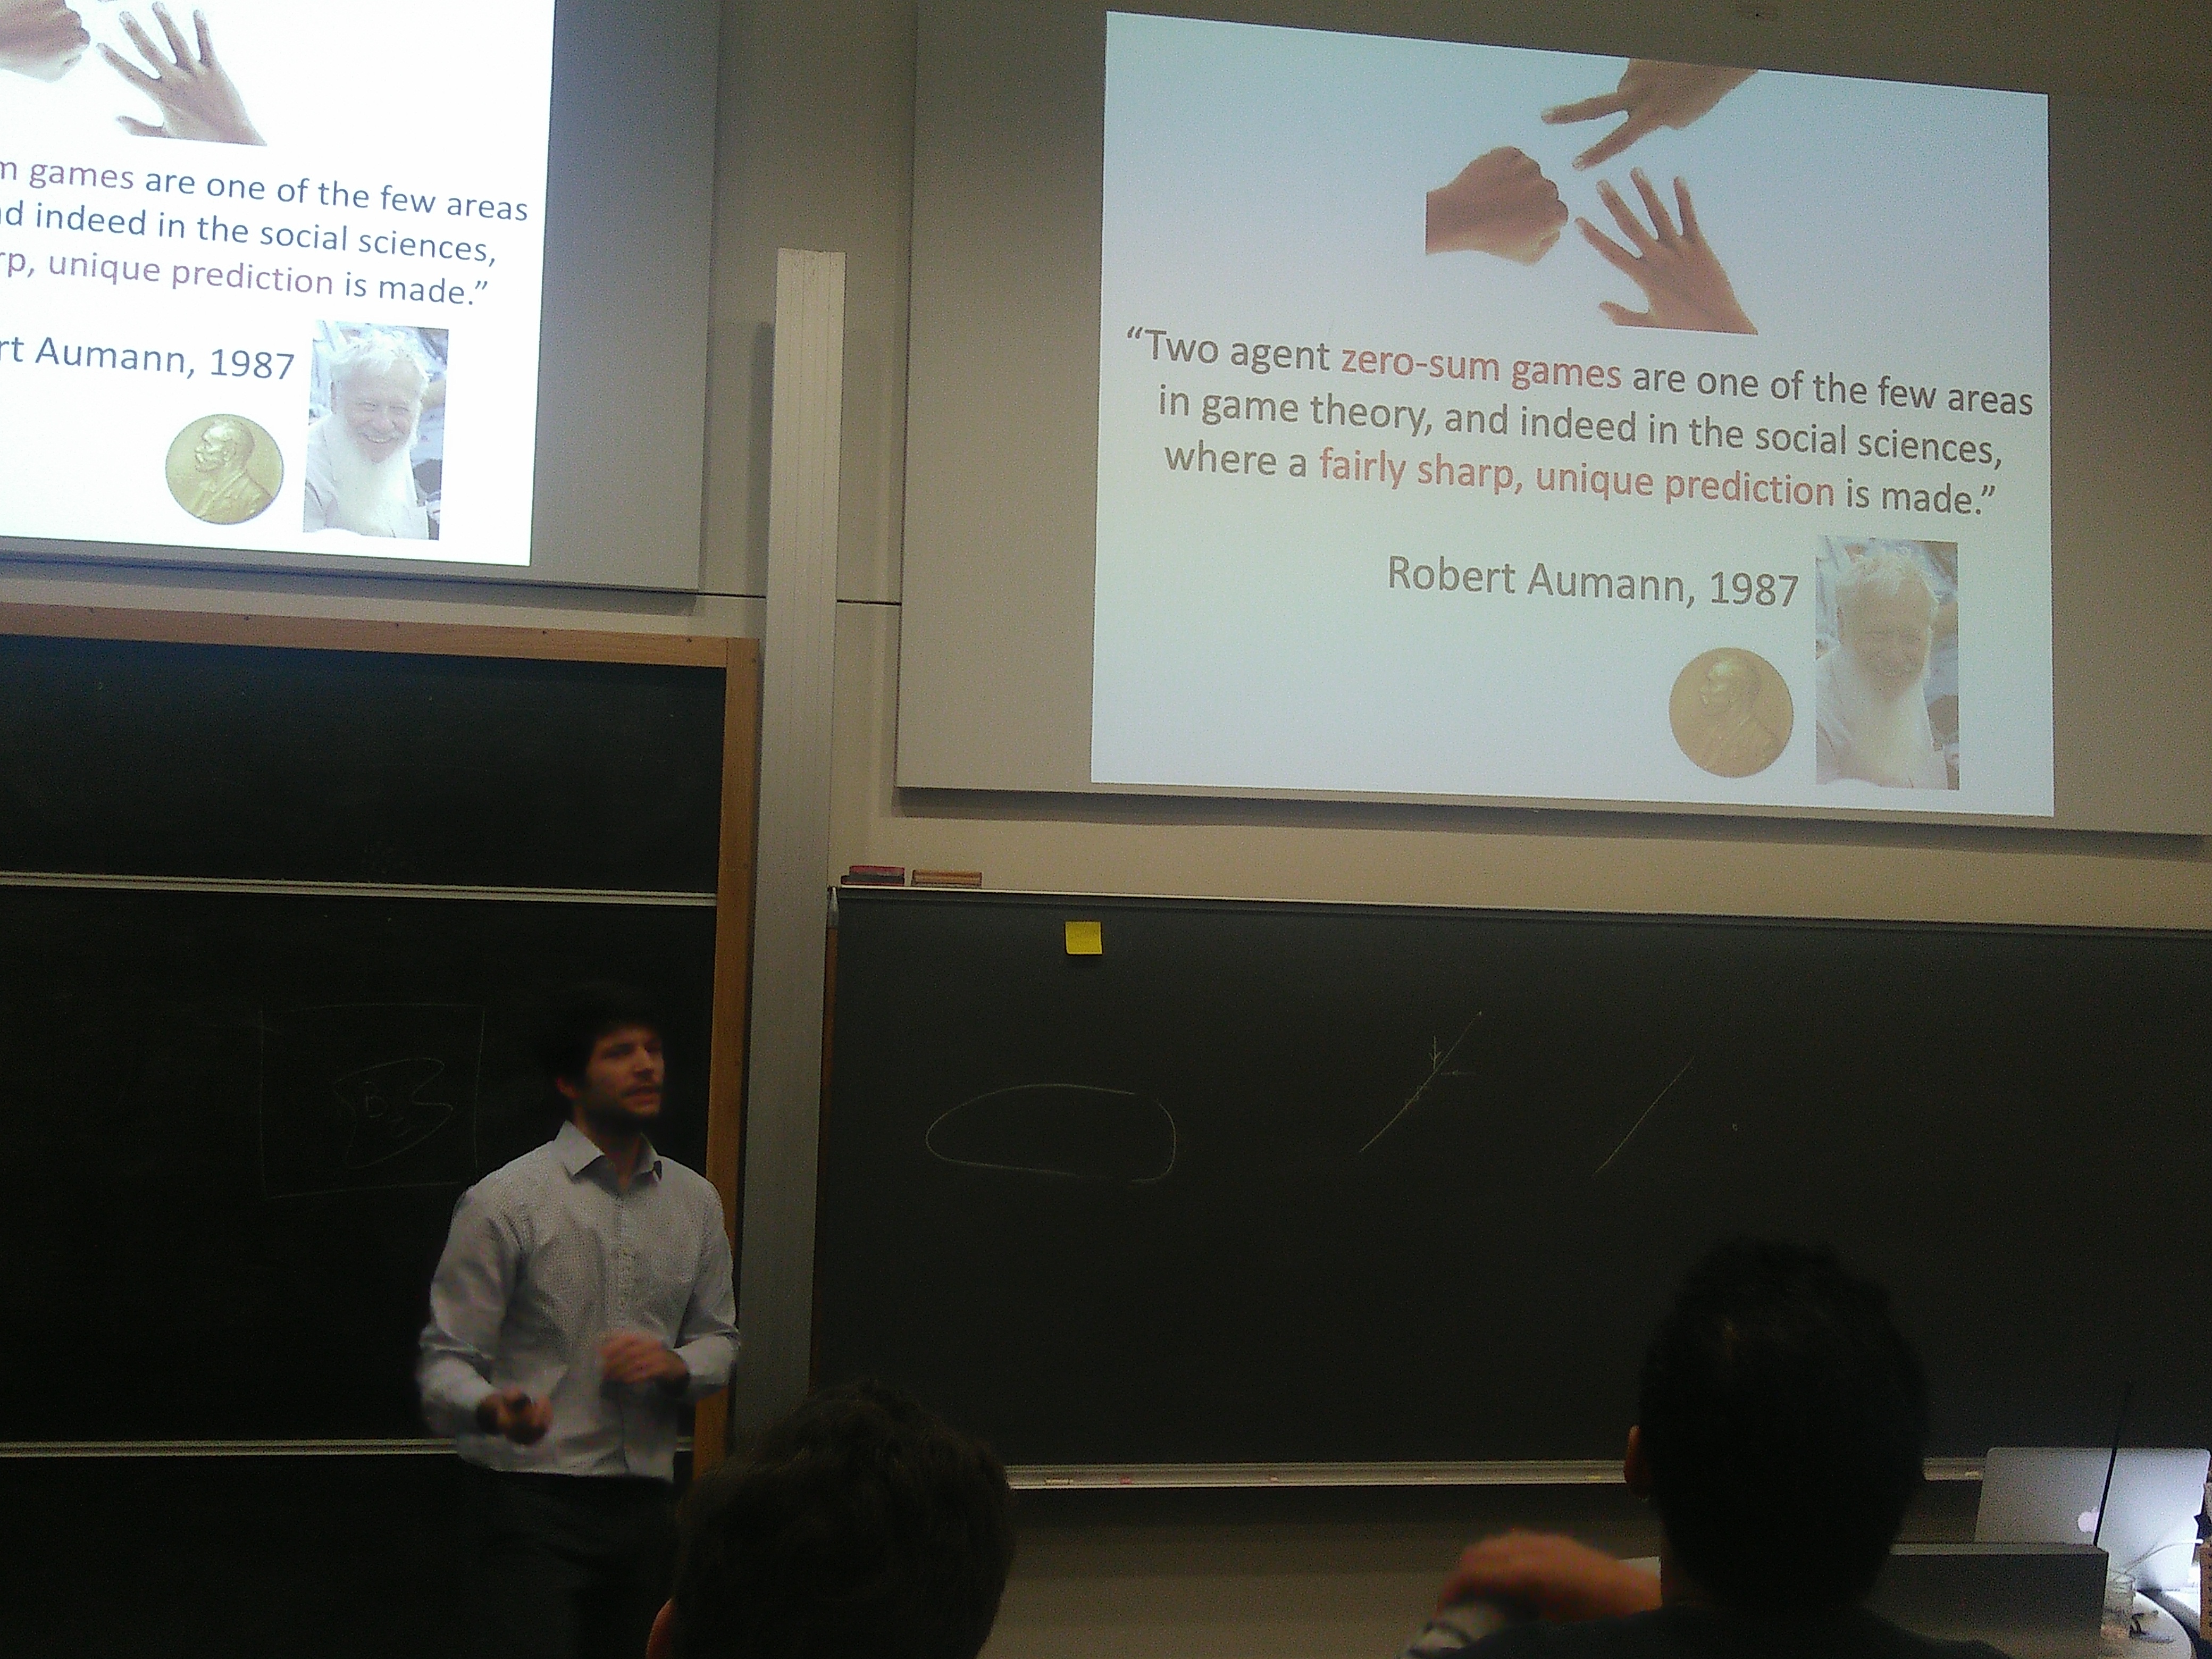 m games are one of the few areas
d indeed in the social sciences,
rp, unique prediction is made.”
rt Aumann, 1987
“Two agent zero-sum games are one of the few areas
in game theory, and indeed in the social sciences,
where a fairly sharp, unique prediction is made.”
Robert Aumann, 1987